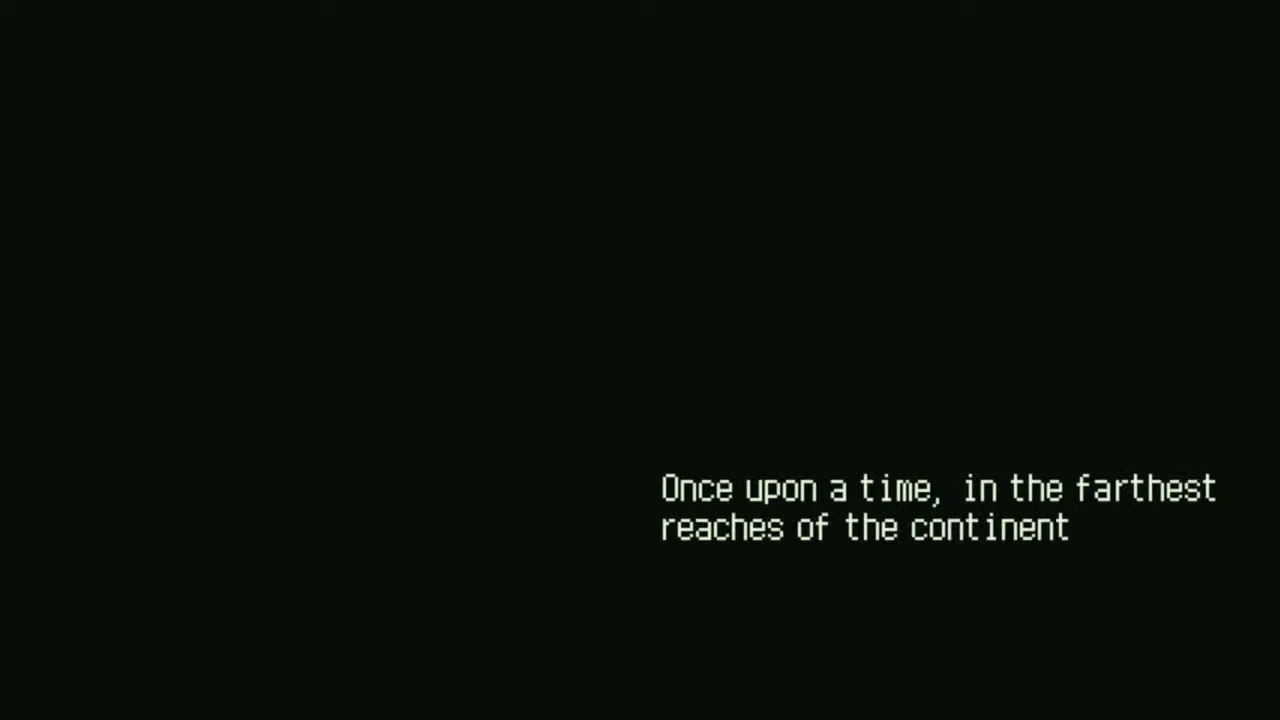 Once upon a time, in the farthest
reaches of the continent